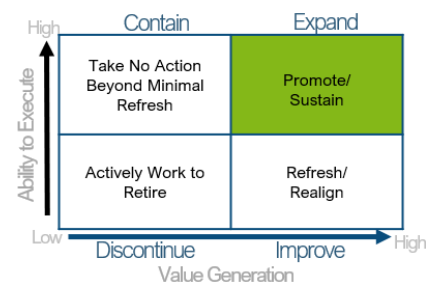 Contain Expand
High
Take No Action
Beyond Minimal
Refresh
Promote/
Sustain
Ability to Execute
Actively Work to
Retire
Refresh/
Realign
Low
High
Discontinue Improve
Value Generation